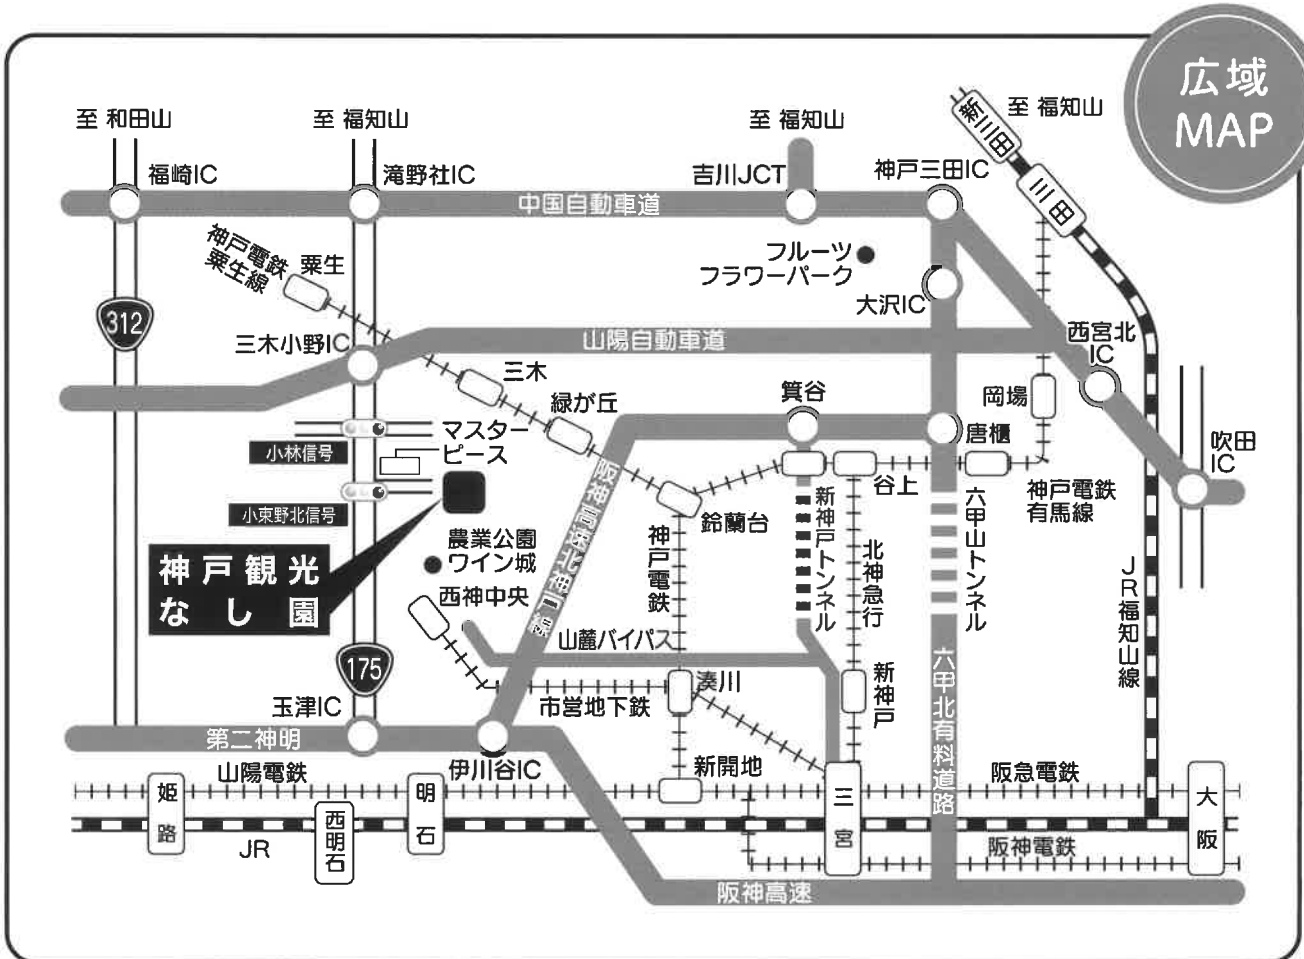 広域
MAP
至 和田山
至 福知山
至 福知山
至 福知山
新三田
三田
福崎IC
滝野社IC
吉川JCT
神戸三田IC
中国自動車道
神戸電鉄
粟生線
粟生
フルーツ
フラワーパーク
大沢IC
312
三木小野IC
山陽自動車道
西宮北
IC
三木
緑が丘
箕谷
岡場
唐櫃
吹田
IC
小林信号
マスター
ピース
小束野北信号
谷上
鈴蘭台
神戸電鉄
有馬線
農業公園
ワイン城
神戸観光
なし園
西神中央
阪神高速北神戸線
神戸電鉄
新神戸トンネル
北神急行
六甲山トンネル
JR福知山線
山麓バイパス
175
湊川
新神戸
六甲北有料道路
玉津IC
市営地下鉄
第二神明
伊川谷IC
新開地
山陽電鉄
阪急電鉄
姫路
明石
西明石
三宮
大阪
JR
阪神電鉄
阪神高速